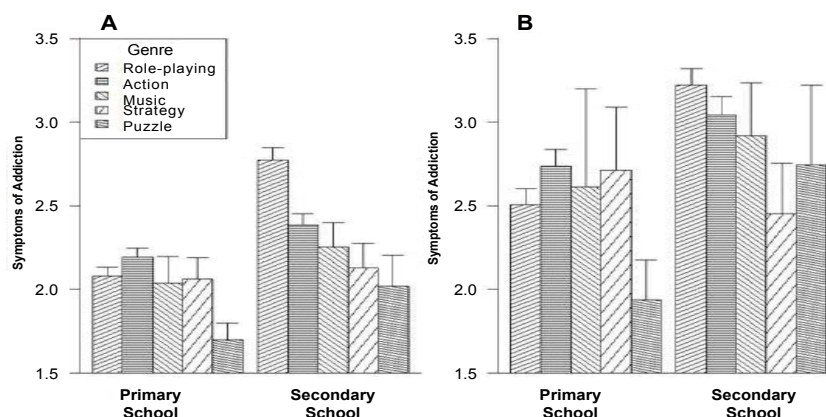 A
3.5
3.0
2.5
2.0
1.5
Symptoms of Addiction
Genre
Role-playing
Action
Music
Strategy
Puzzle
Primary
School
Secondary
School
B
3.5
3.0
2.5
2.0
1.5
Symptoms of Addiction
Primary
School
Secondary
School